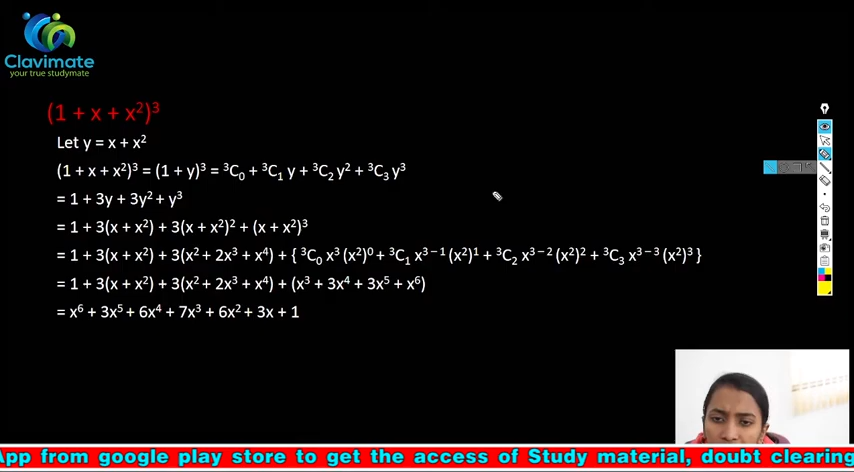 Clavimate
your true studymate
(1 + x + x²)³
Let y = x + x²
(1 + x + x²)³ = (1 + y)³ = ³C₀ + ³C₁ y + ³C₂ y² + ³C₃ y³
= 1 + 3y + 3y² + y³
= 1 + 3(x + x²) + 3(x + x²)² + (x + x²)³
= 1 + 3(x + x²) + 3(x² + 2x³ + x⁴) + { ³C₀ x³ (x²)⁰ + ³C₁ x³⁻¹ (x²)¹ + ³C₂ x³⁻² (x²)² + ³C₃ x³⁻³ (x²)³ }
= 1 + 3(x + x²) + 3(x² + 2x³ + x⁴) + (x³ + 3x⁴ + 3x⁵ + x⁶)
= x⁶ + 3x⁵ + 6x⁴ + 7x³ + 6x² + 3x + 1
App from google play store to get the access of Study material, doubt clearing